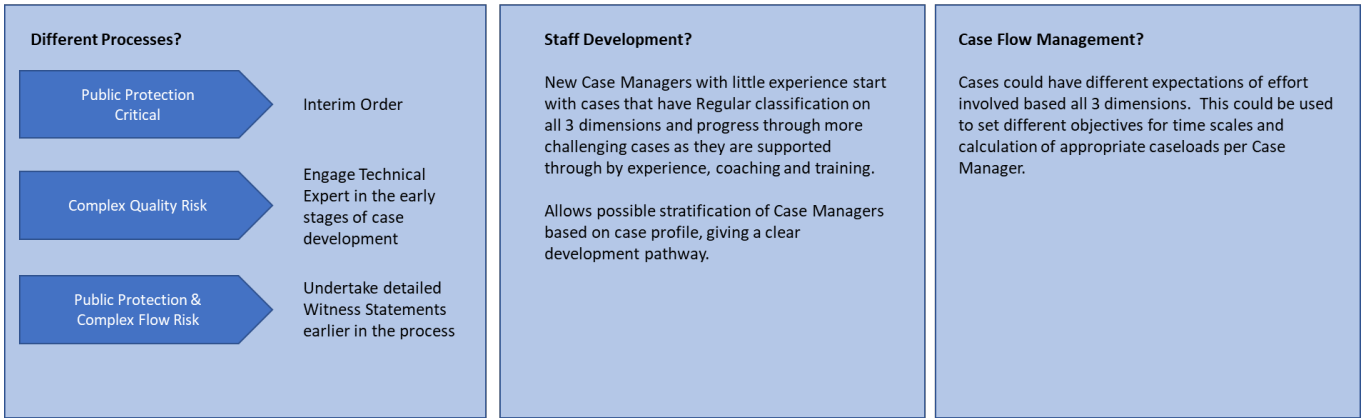 Different Processes?
Public Protection
Critical
Interim Order
Complex Quality Risk
Engage Technical
Expert in the early
stages of case
development
Public Protection &
Complex Flow Risk
Undertake detailed
Witness Statements
earlier in the process
Staff Development?
New Case Managers with little experience start
with cases that have Regular classification on
all 3 dimensions and progress through more
challenging cases as they are supported
through by experience, coaching and training.
Allows possible stratification of Case Managers
based on case profile, giving a clear
development pathway.
Case Flow Management?
Cases could have different expectations of effort
involved based all 3 dimensions.  This could be used
to set different objectives for time scales and
calculation of appropriate caseloads per Case
Manager.